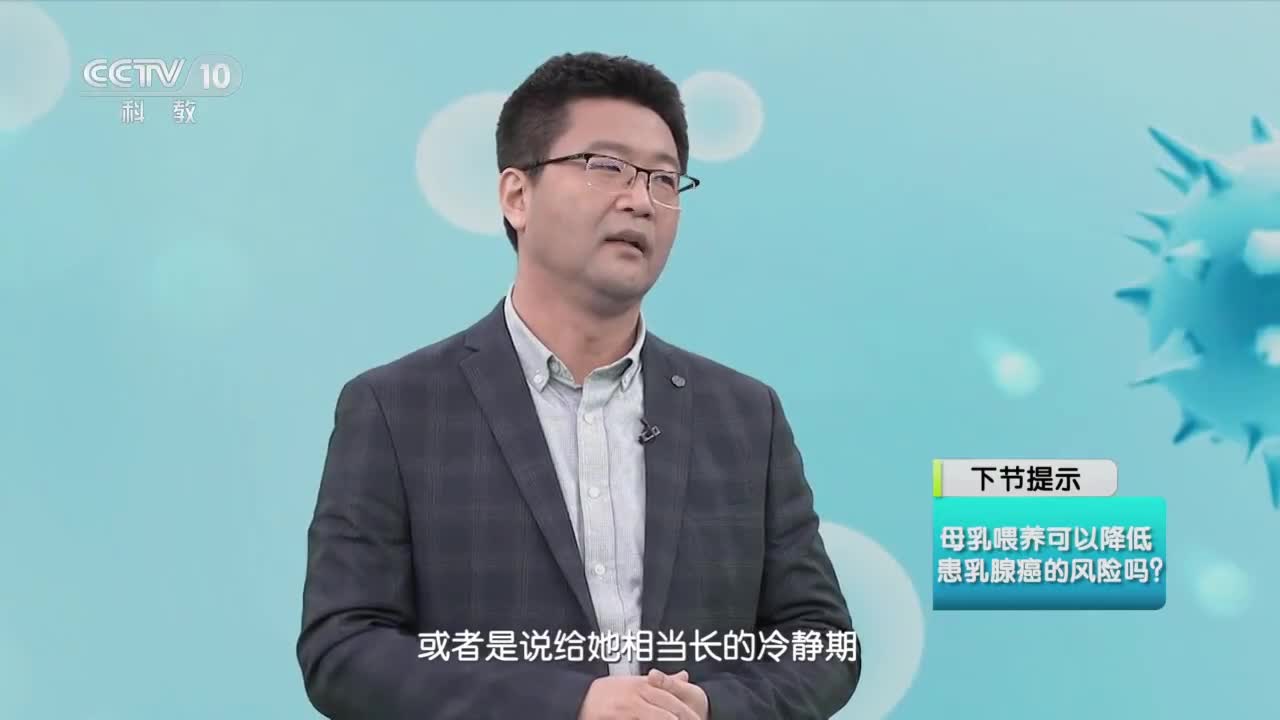 CCTV 10
科 教
下节提示
母乳喂养可以降低
患乳腺癌的风险吗?
或者是说给她相当长的冷静期